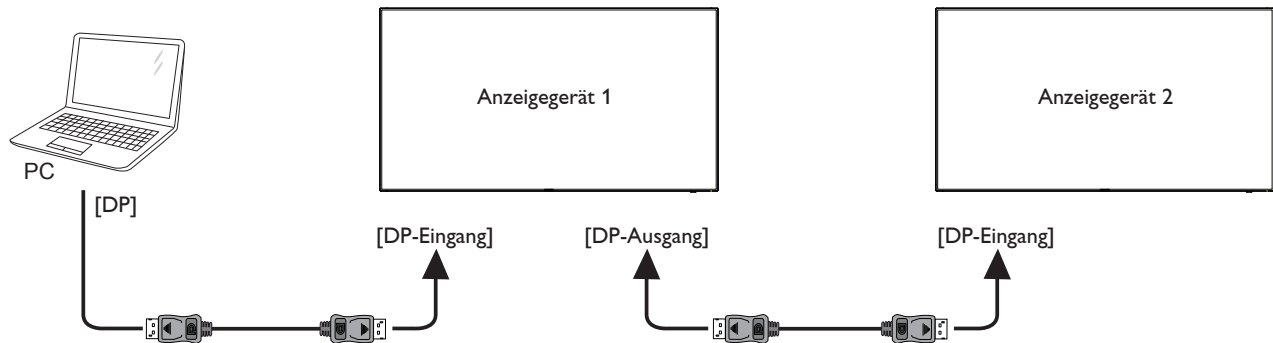 Anzeigegerät 1
Anzeigegerät 2
PC
[DP]
[DP-Eingang]
[DP-Ausgang]
[DP-Eingang]